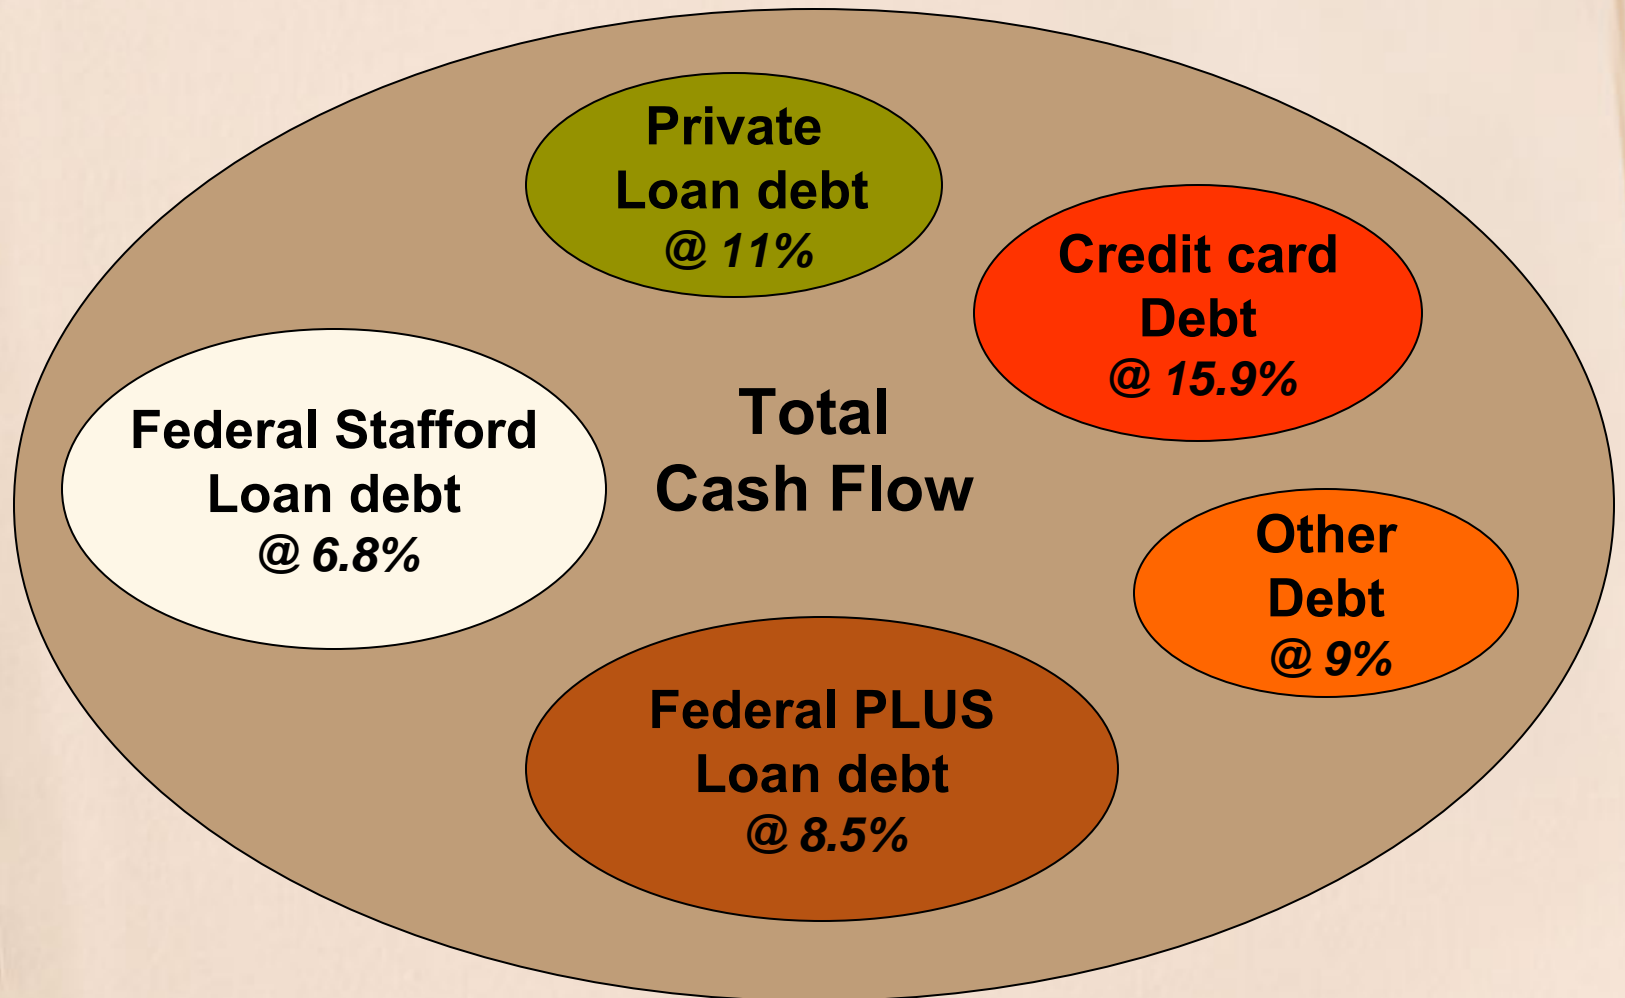 Private
Loan debt
@ 11%
Credit card
Debt
@ 15.9%
Federal Stafford
Loan debt
@ 6.8%
Total
Cash Flow
Other
Debt
@ 9%
Federal PLUS
Loan debt
@ 8.5%